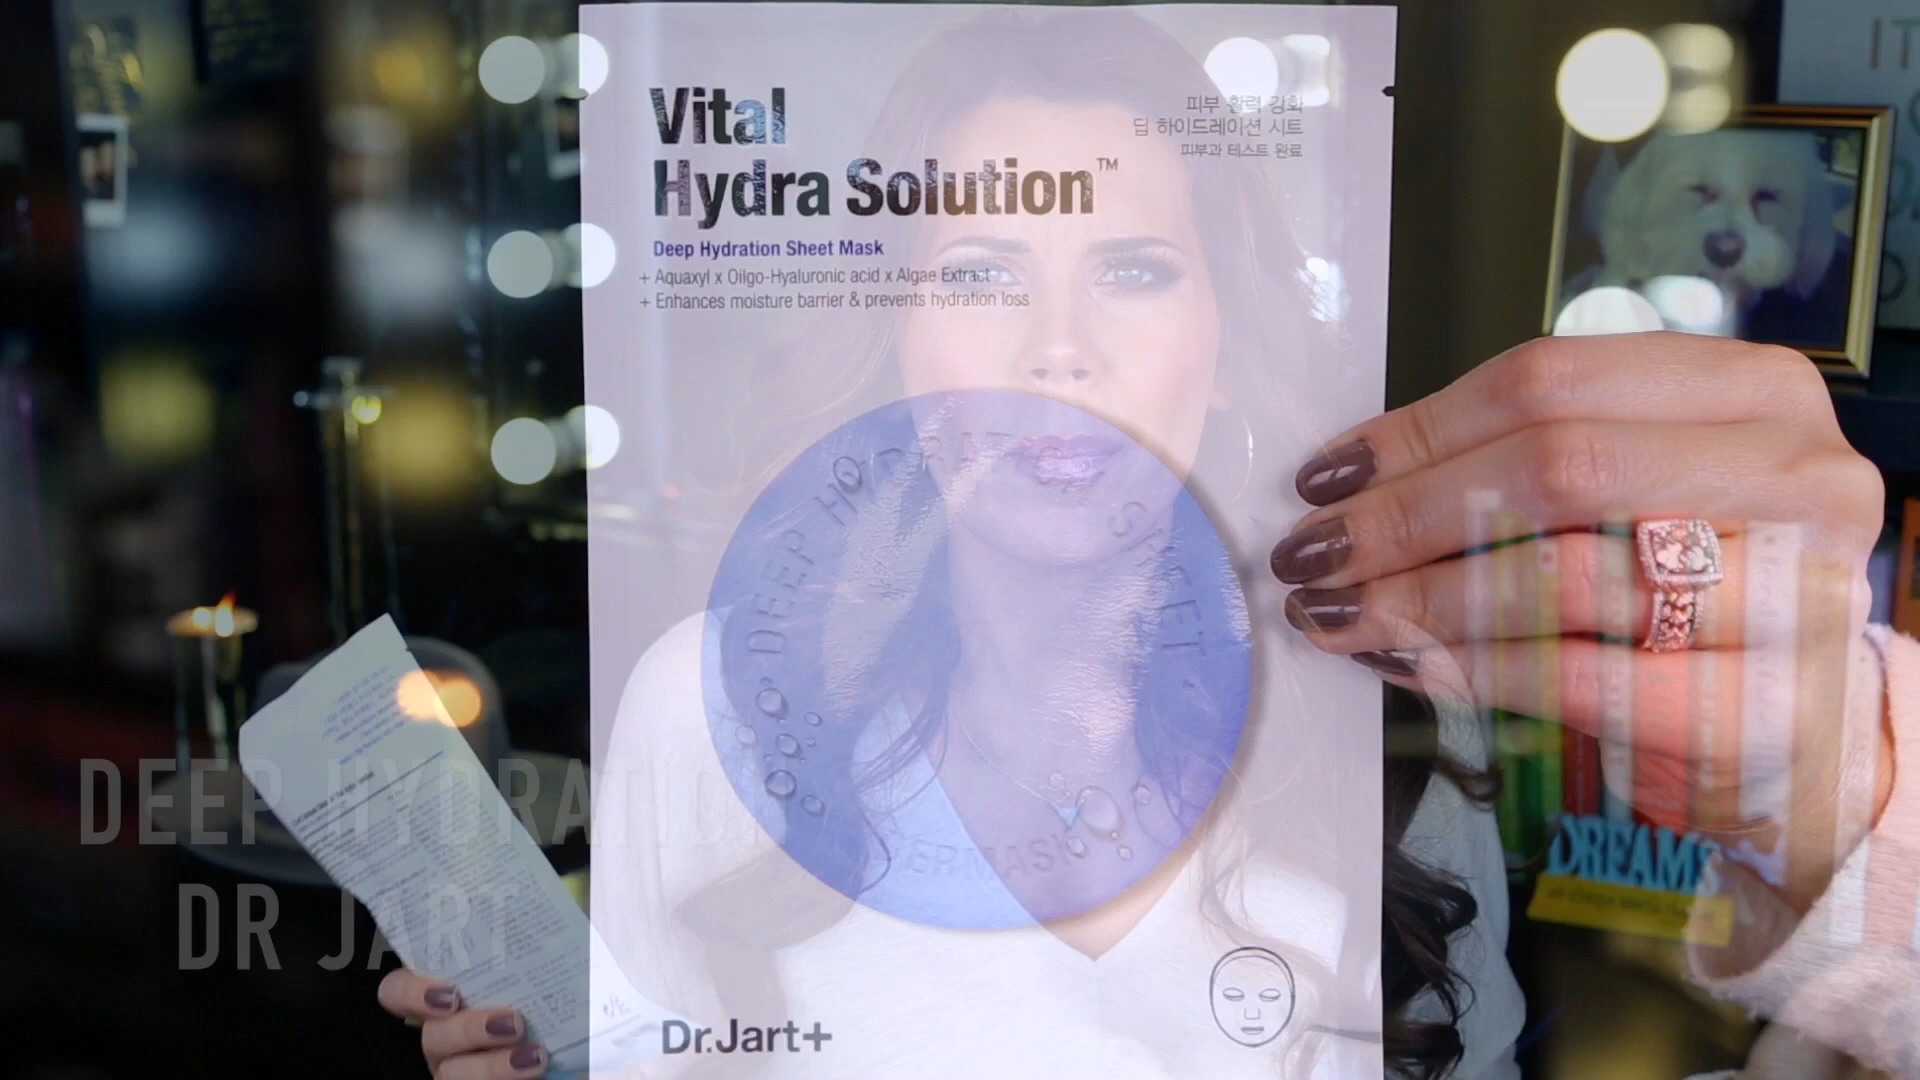 Vital
Hydra Solution™
Deep Hydration Sheet Mask
+ Aquaxyl x Oilgo-Hyaluronic acid x Algae Extract
+ Enhances moisture barrier & prevents hydration loss
피부 활력 강화
딥 하이드레이션 시트
피부과 테스트 완료
IT
DEEP HYDRATION SHEET
DERMASK
DREAMS
DEEP HYDRATION
DR JART
Dr.Jart+